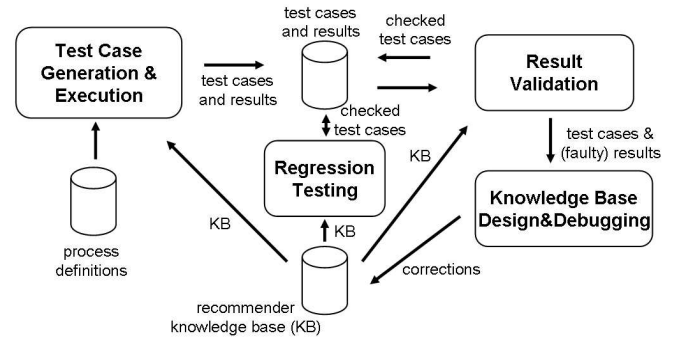 test cases
and results
checked
test cases
Test Case
Generation &
Execution
test cases
and results
Result
Validation
checked
test cases
Regression
Testing
KB
test cases &
(faulty) results
Knowledge Base
Design&Debugging
KB
KB
process
definitions
corrections
recommender
knowledge base (KB)